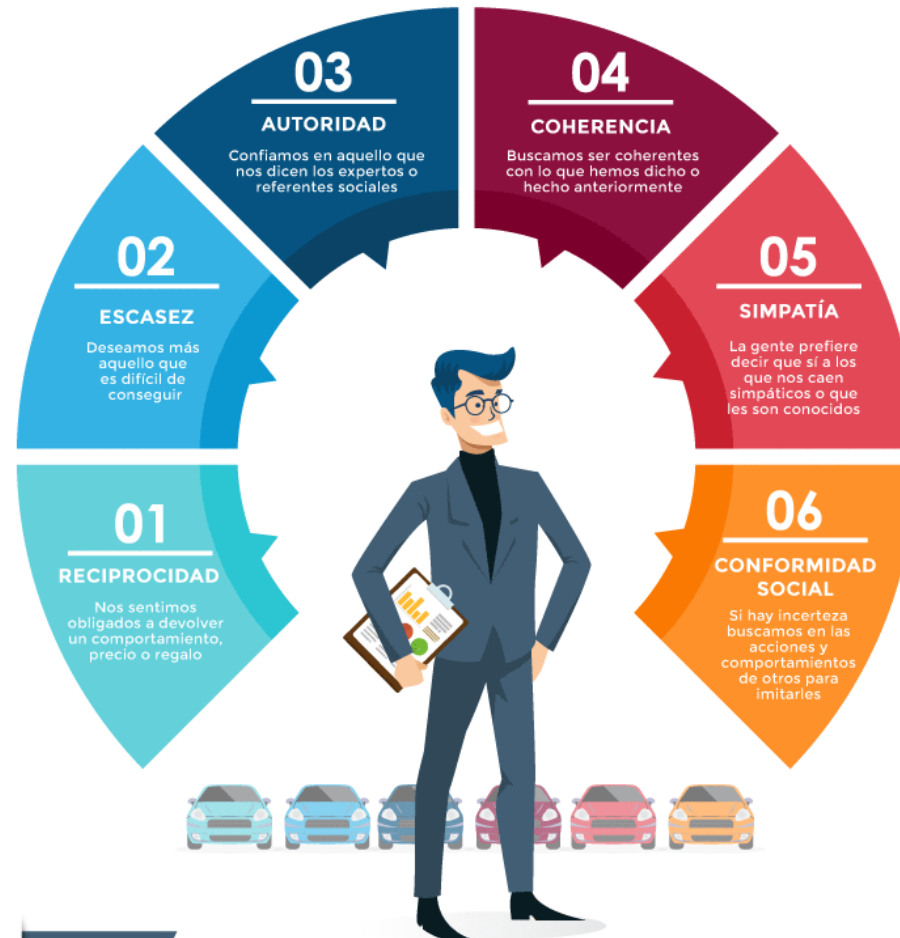 01
RECIPROCIDAD
Nos sentimos
obligados a devolver
un comportamiento,
precio o regalo
02
ESCASEZ
Deseamos más
aquello que
es difícil de
conseguir
03
AUTORIDAD
Confiamos en aquello que
nos dicen los expertos o
referentes sociales
04
COHERENCIA
Buscamos ser coherentes
con lo que hemos dicho o
hecho anteriormente
05
SIMPATÍA
La gente prefiere
decir que sí a los
que nos caen
simpáticos o que
les son conocidos
06
CONFORMIDAD
SOCIAL
Si hay incerteza
buscamos en las
acciones y
comportamientos
de otros para
imitarles